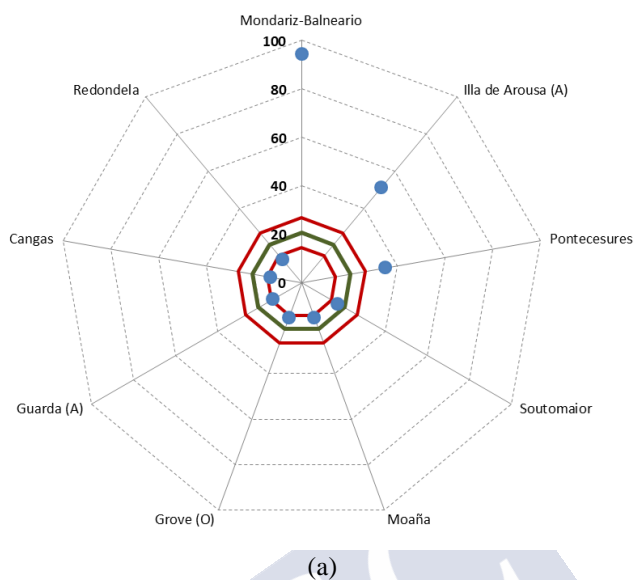 Mondariz-Balneario
100
Redondela
Illa de Arousa (A)
80
60
40
20
Cangas
Pontecesures
0
Guarda (A)
Soutomaior
Grove (O)
Moaña
(a)